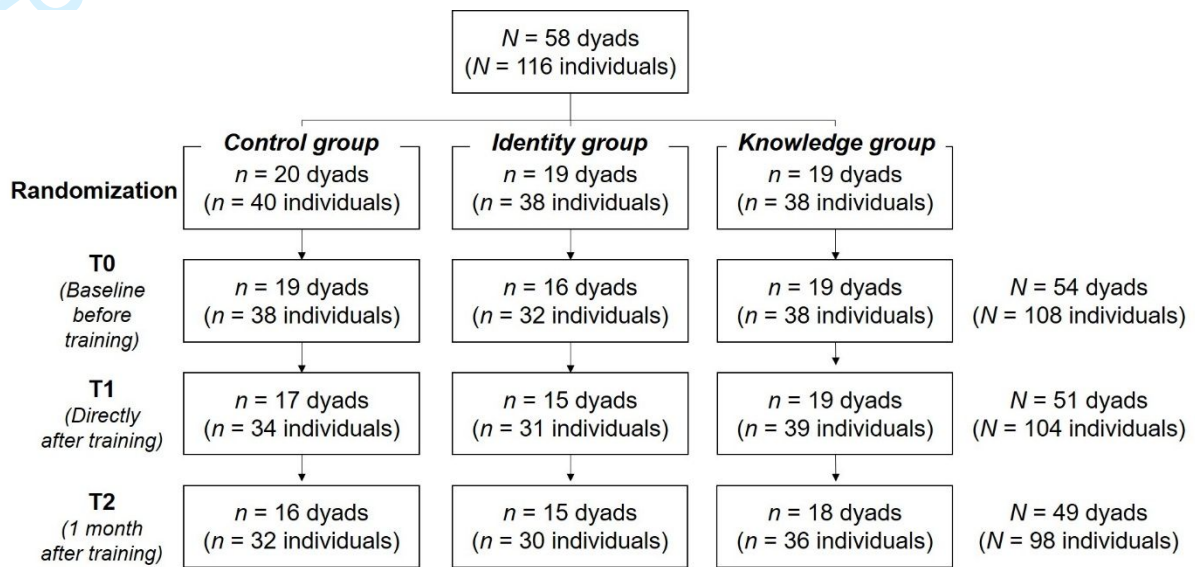 N = 58 dyads
(N = 116 individuals)
Control group
Identity group
Knowledge group
Randomization
n = 20 dyads
(n = 40 individuals)
n = 19 dyads
(n = 38 individuals)
n = 19 dyads
(n = 38 individuals)
T0
(Baseline
before
training)
n = 19 dyads
(n = 38 individuals)
n = 16 dyads
(n = 32 individuals)
n = 19 dyads
(n = 38 individuals)
N = 54 dyads
(N = 108 individuals)
T1
(Directly
after training)
n = 17 dyads
(n = 34 individuals)
n = 15 dyads
(n = 31 individuals)
n = 19 dyads
(n = 39 individuals)
N = 51 dyads
(N = 104 individuals)
T2
(1 month
after training)
n = 16 dyads
(n = 32 individuals)
n = 15 dyads
(n = 30 individuals)
n = 18 dyads
(n = 36 individuals)
N = 49 dyads
(N = 98 individuals)